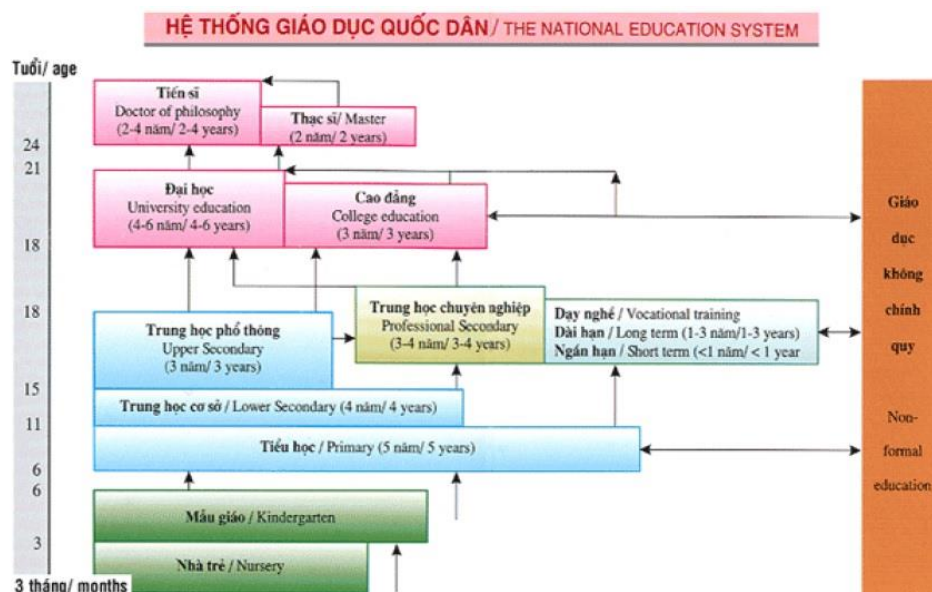 HỆ THỐNG GIÁO DỤC QUỐC DÂN / THE NATIONAL EDUCATION SYSTEM
Tuổi/ age
Tiến sĩ
Doctor of philosophy
(2-4 năm/ 2-4 years)
Thạc sĩ/ Master
(2 năm/ 2 years)
24
21
Đại học
University education
(4-6 năm/ 4-6 years)
Cao đẳng
College education
(3 năm/ 3 years)
18
18
Trung học phổ thông
Upper Secondary
(3 năm/ 3 years)
Trung học chuyên nghiệp
Professional Secondary
(3-4 năm/ 3-4 years)
Dạy nghề / Vocational training
Dài hạn / Long term (1-3 năm/1-3 years)
Ngắn hạn / Short term (<1 năm/ < 1 year
15
Trung học cơ sở / Lower Secondary (4 năm/ 4 years)
11
Tiểu học / Primary (5 năm/ 5 years)
6
6
Mẫu giáo / Kindergarten
3
Nhà trẻ / Nursery
3 tháng/ months
Giáo
dục
không
chính
quy
Non-
formal
education